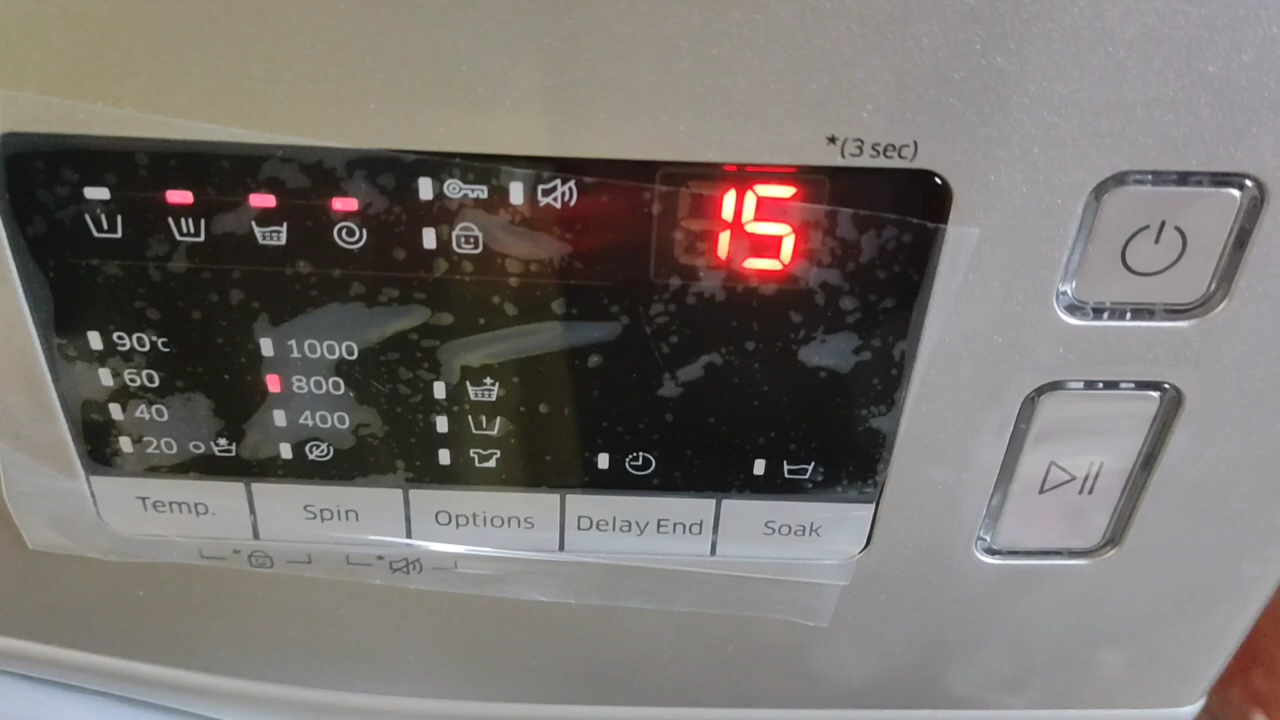 *(3 sec)
15
90°c
60
40
20
1000
800
400
Temp.
Spin
Options
Delay End
Soak